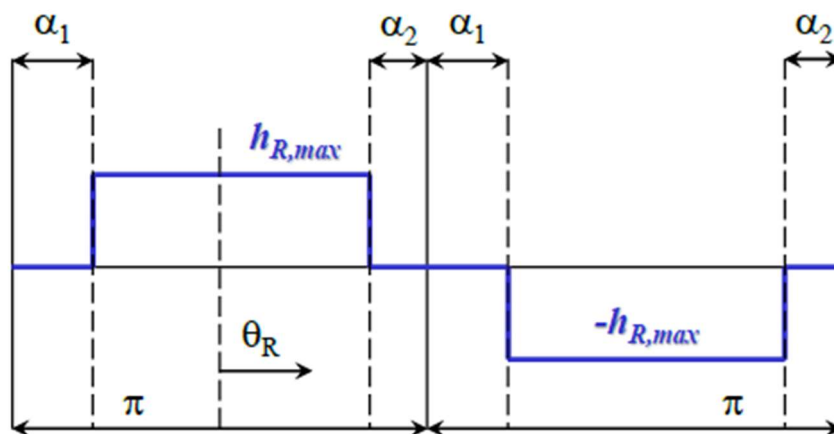 α₁ α₂ α₁ α₂
h_R,max
-h_R,max
θ_R
π π